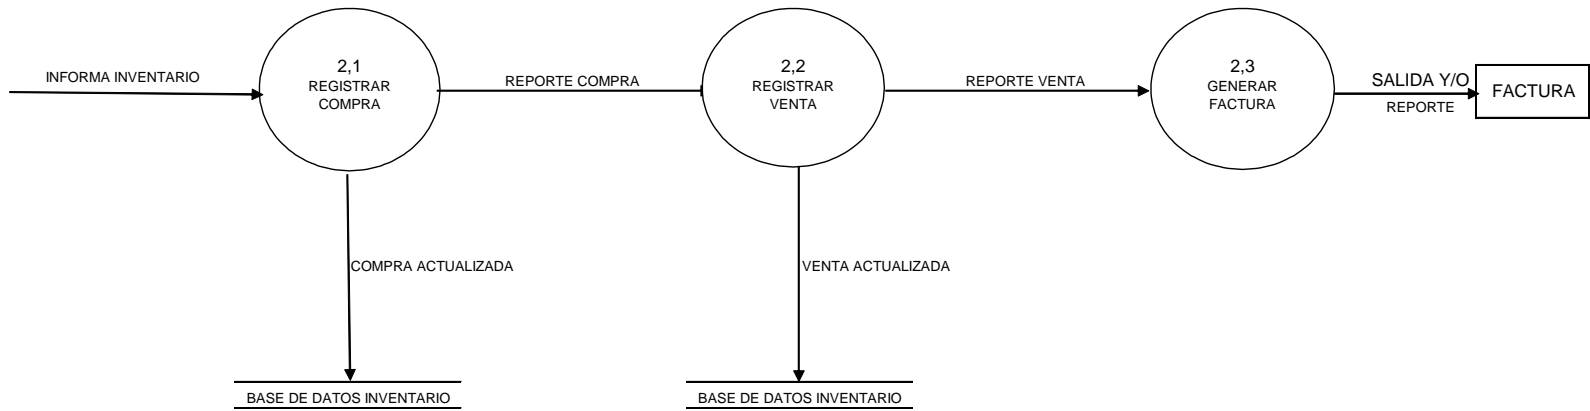 INFORMA INVENTARIO
2,1
REGISTRAR
COMPRA
REPORTE COMPRA
2,2
REGISTRAR
VENTA
REPORTE VENTA
2,3
GENERAR
FACTURA
SALIDA Y/O
REPORTE
FACTURA
COMPRA ACTUALIZADA
VENTA ACTUALIZADA
BASE DE DATOS INVENTARIO
BASE DE DATOS INVENTARIO